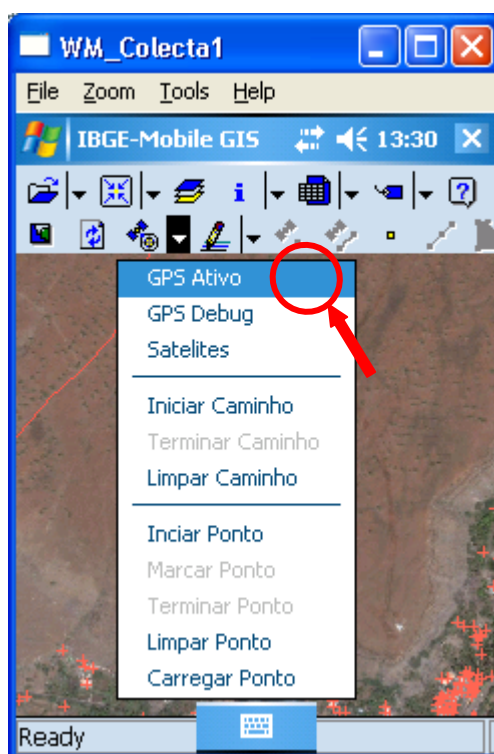 WM_Colecta1
File Zoom Tools Help
IBGE-Mobile GIS 13:30
GPS Ativo
GPS Debug
Satelites
Iniciar Caminho
Terminar Caminho
Limpar Caminho
Inciar Ponto
Marcar Ponto
Terminar Ponto
Limpar Ponto
Carregar Ponto
Ready